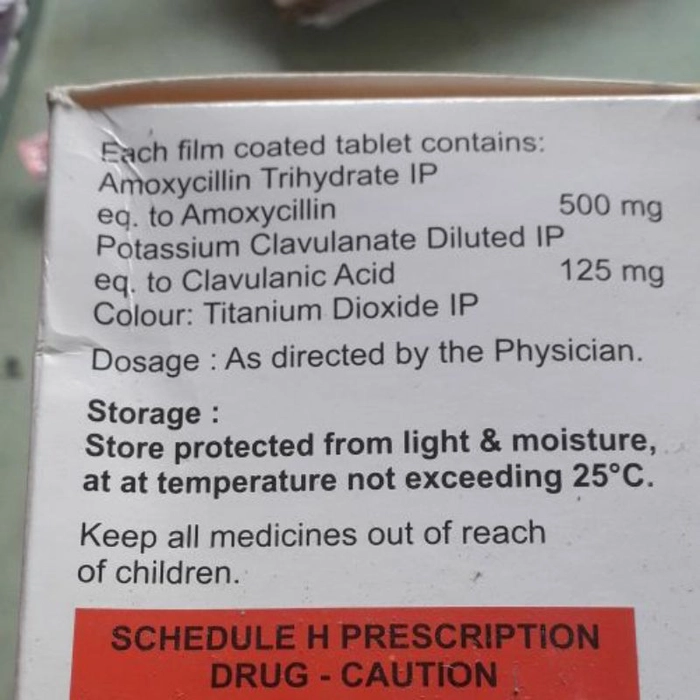 Each film coated tablet contains:
Amoxycillin Trihydrate IP
eq. to Amoxycillin 500 mg
Potassium Clavulanate Diluted IP
eq. to Clavulanic Acid 125 mg
Colour: Titanium Dioxide IP
Dosage : As directed by the Physician.
Storage :
Store protected from light & moisture,
at at temperature not exceeding 25°C.
Keep all medicines out of reach
of children.
SCHEDULE H PRESCRIPTION
DRUG - CAUTION